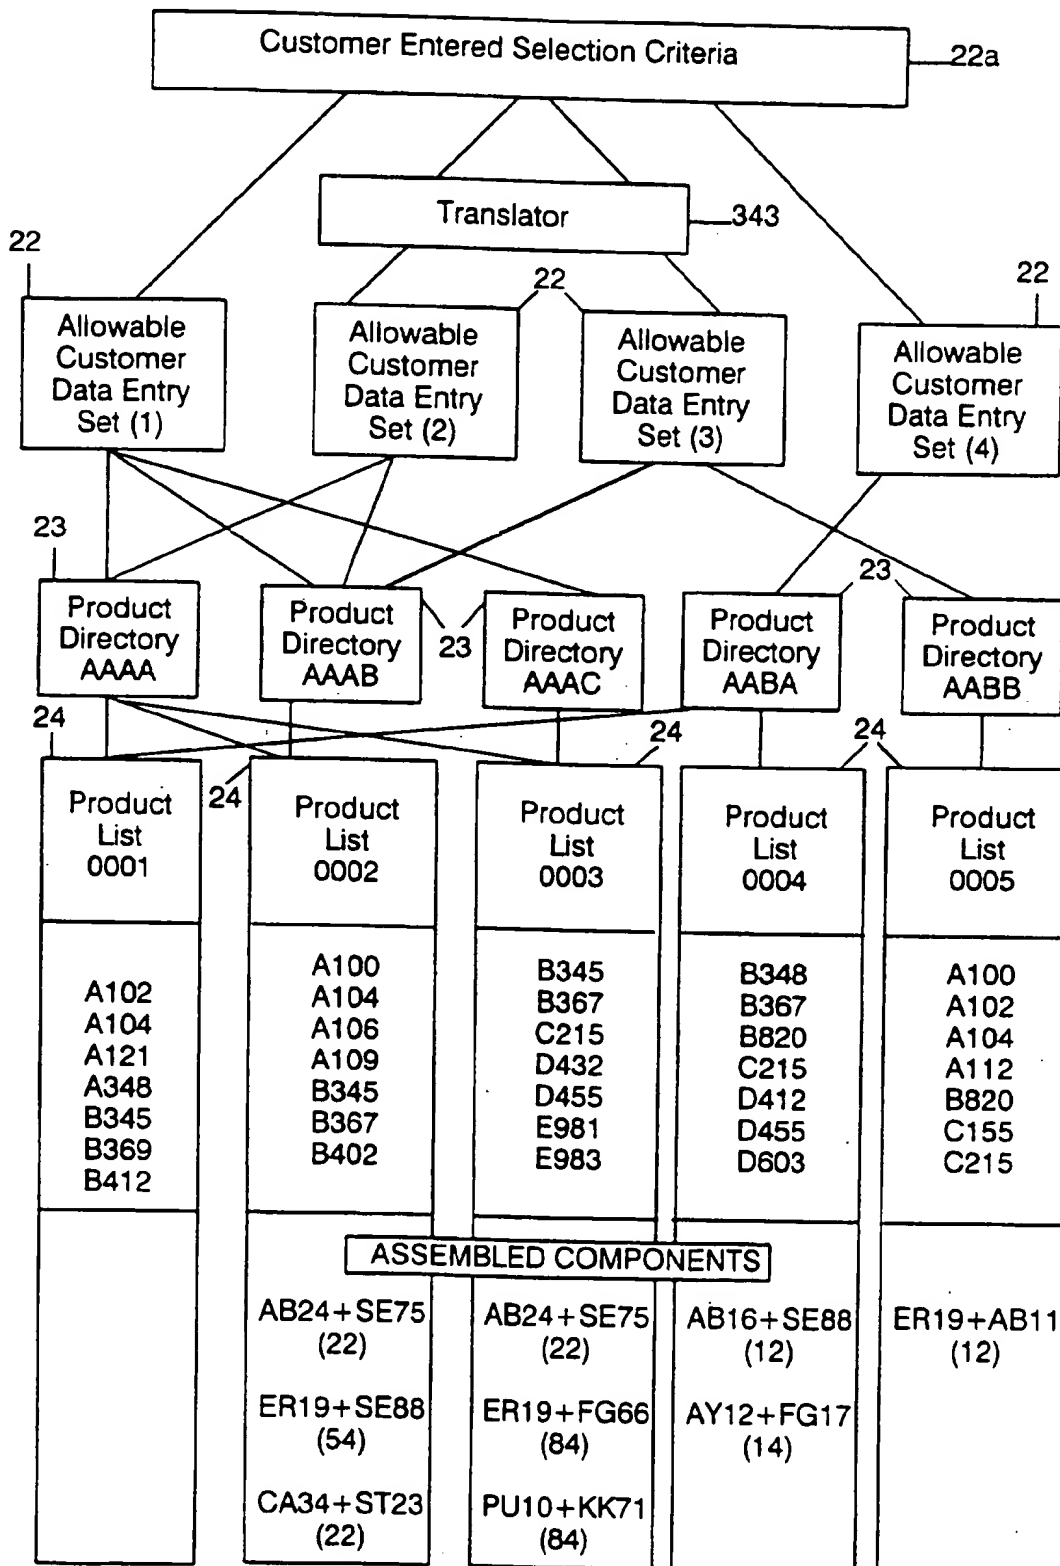 Customer Entered Selection Criteria
22a
Translator
343
22
22
22
Allowable
Customer
Data Entry
Set (1)
Allowable
Customer
Data Entry
Set (2)
Allowable
Customer
Data Entry
Set (3)
Allowable
Customer
Data Entry
Set (4)
23
23
23
Product
Directory
AAAA
Product
Directory
AAAB
Product
Directory
AAAC
Product
Directory
AABA
Product
Directory
AABB
24
24
24
24
Product
List
0001
Product
List
0002
Product
List
0003
Product
List
0004
Product
List
0005
A102
A104
A121
A348
B345
B369
B412
A100
A104
A106
A109
B345
B367
B402
B345
B367
C215
D432
D455
E981
E983
B348
B367
B820
C215
D412
D455
D603
A100
A102
A104
A112
B820
C155
C215
ASSEMBLED COMPONENTS
AB24+SE75
(22)
ER19+SE88
(54)
CA34+ST23
(22)
AB24+SE75
(22)
ER19+FG66
(84)
PU10+KK71
(84)
AB16+SE88
(12)
AY12+FG17
(14)
ER19+AB11
(12)